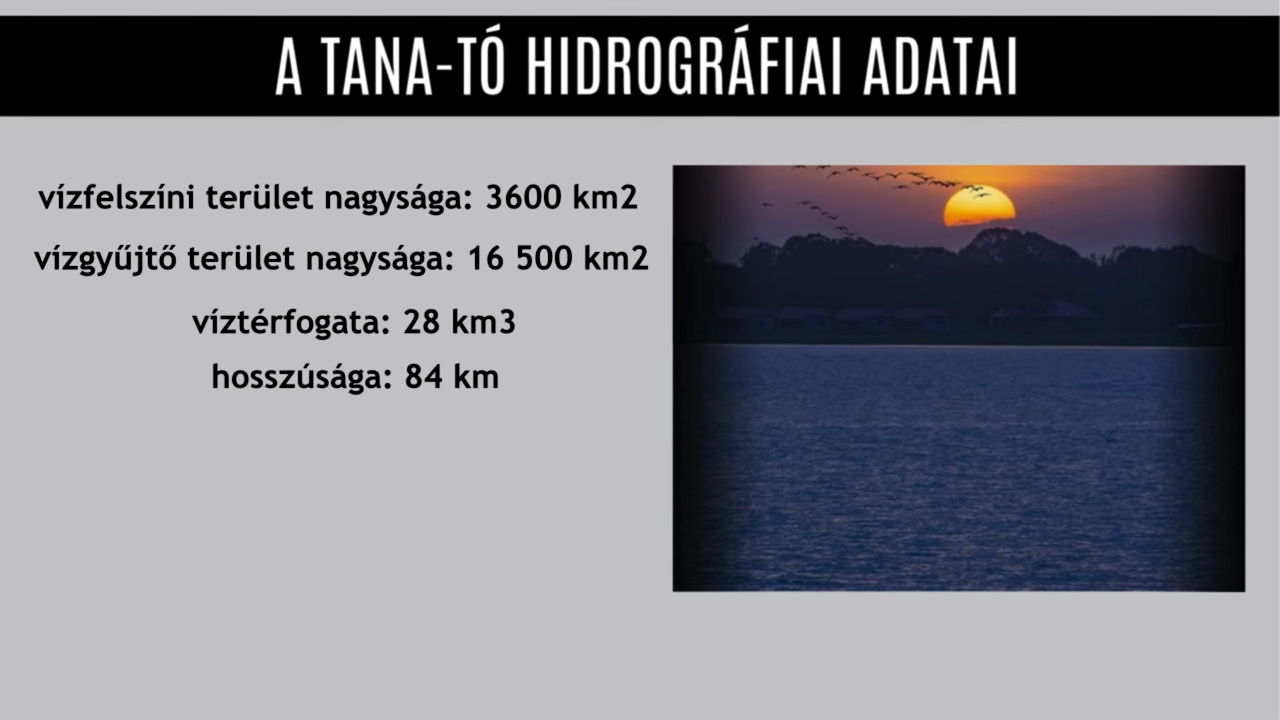 A TANA-TÓ HIDROGRÁFIAI ADATAI
vízfelszíni terület nagysága: 3600 km2
vízgyűjtő terület nagysága: 16 500 km2
víztérfogata: 28 km3
hosszúsága: 84 km